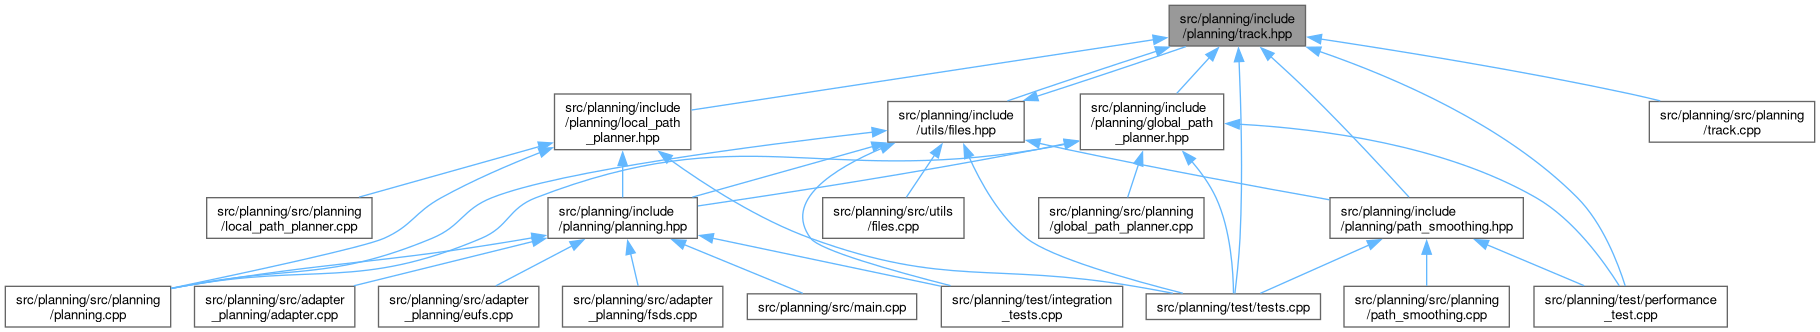 src/planning/include
/planning/track.hpp
src/planning/include
/planning/local_path
_planner.hpp
src/planning/include
/utils/files.hpp
src/planning/include
/planning/global_path
_planner.hpp
src/planning/src/planning
/track.cpp
src/planning/src/planning
/local_path_planner.cpp
src/planning/include
/planning/planning.hpp
src/planning/src/utils
/files.cpp
src/planning/src/planning
/global_path_planner.cpp
src/planning/include
/planning/path_smoothing.hpp
src/planning/src/planning
/planning.cpp
src/planning/src/adapter
_planning/adapter.cpp
src/planning/src/adapter
_planning/eufs.cpp
src/planning/src/adapter
_planning/fsds.cpp
src/planning/src/main.cpp
src/planning/test/integration
_tests.cpp
src/planning/test/tests.cpp
src/planning/src/planning
/path_smoothing.cpp
src/planning/test/performance
_test.cpp